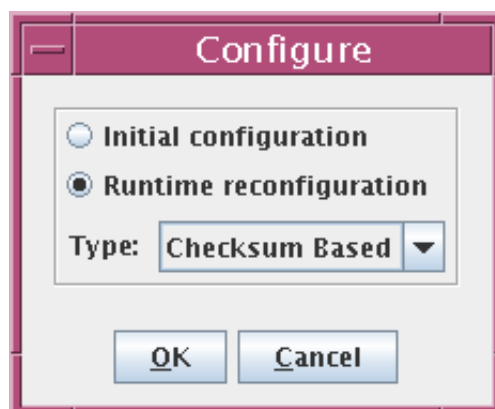 Configure
Initial configuration
Runtime reconfiguration
Type: Checksum Based
OK Cancel